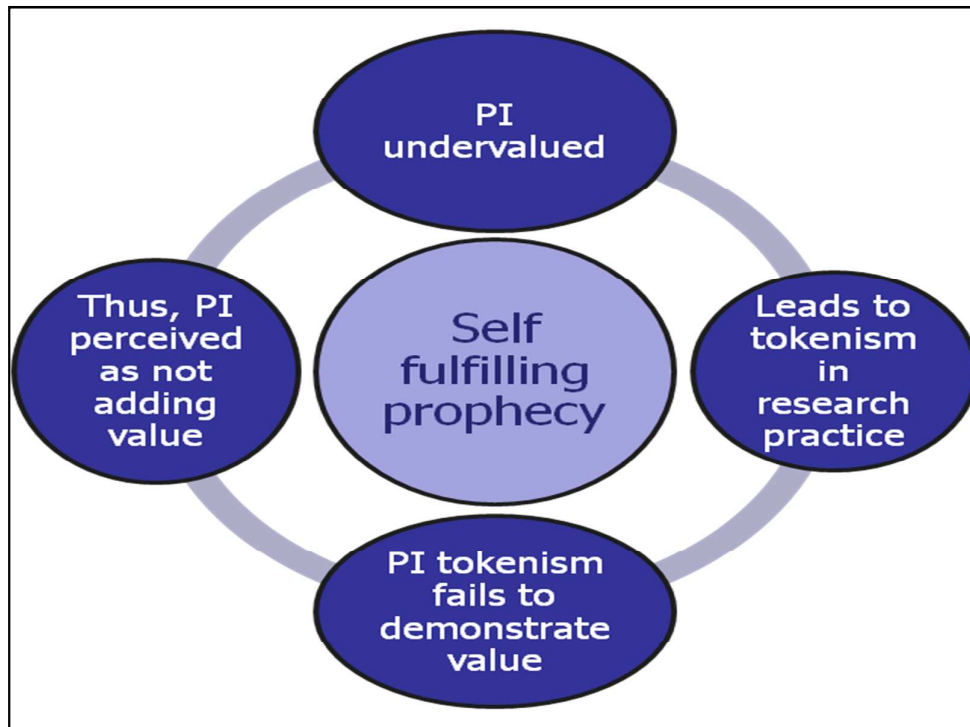 PI
undervalued
Leads to
tokenism
in
research
practice
PI tokenism
fails to
demonstrate
value
Thus, PI
perceived
as not
adding
value
Self
fulfilling
prophecy